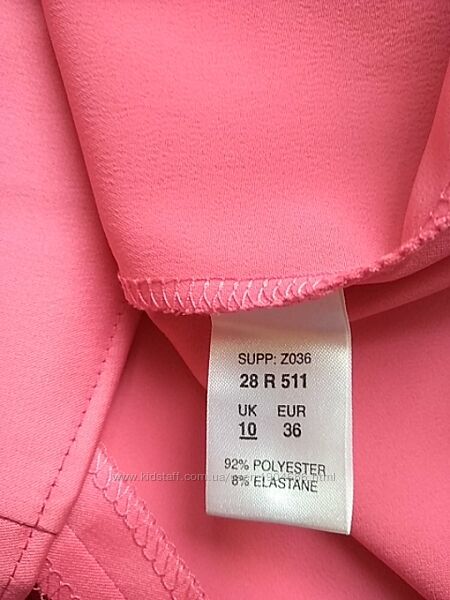 SUPP: Z036
28 R 511
UK EUR
10 36
92% POLYESTER
8% ELASTANE